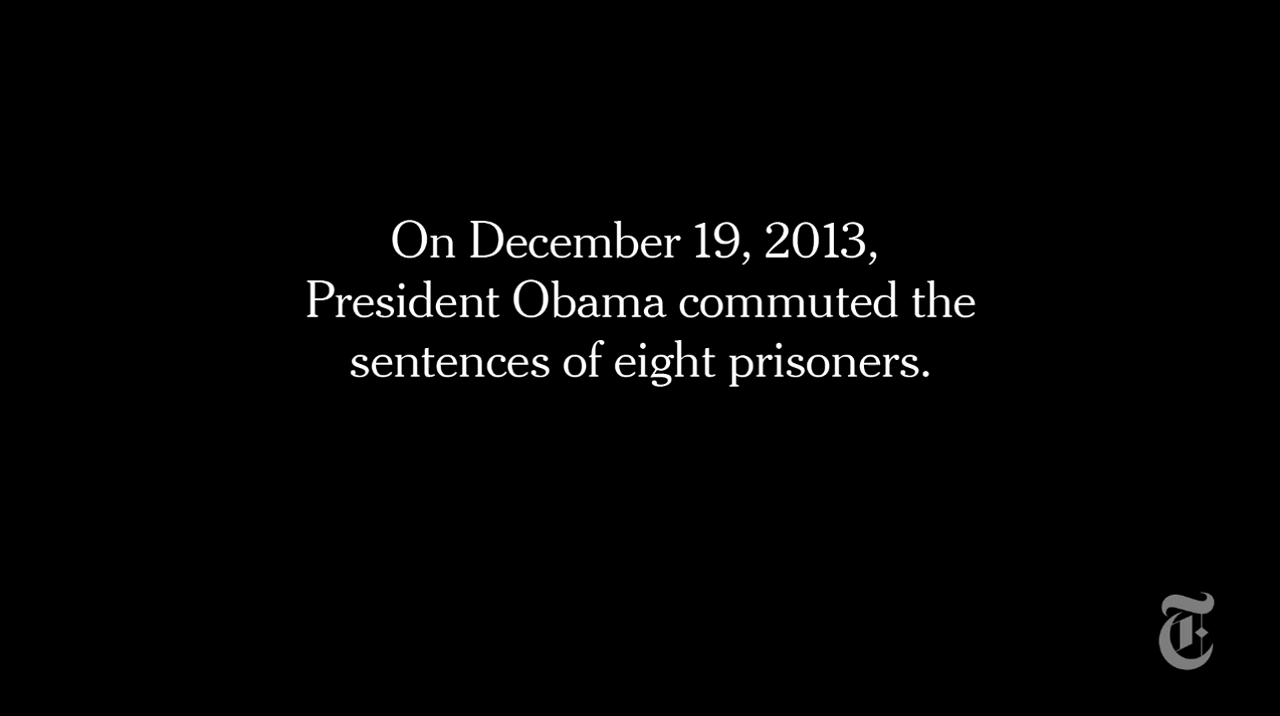 On December 19, 2013,
President Obama commuted the
sentences of eight prisoners.
T